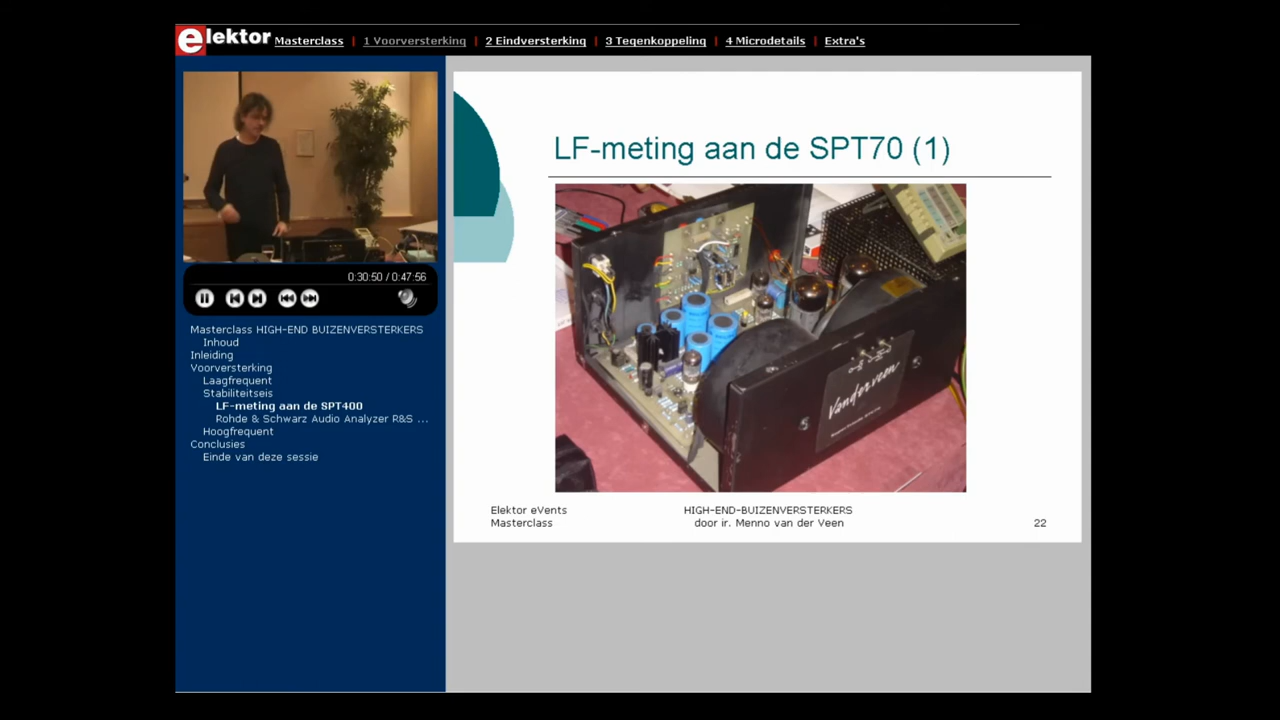 elektor Masterclass | 1 Voorversterking | 2 Eindversterking | 3 Tegenkoppeling | 4 Microdetails | Extra's
0:30:50 / 0:47:56
Masterclass HIGH-END BUIZENVERSTERKERS
Inhoud
Inleiding
Voorversterking
Laagfrequent
Stabiliteitseis
LF-meting aan de SPT400
Rohde & Schwarz Audio Analyzer R&S ...
Hoogfrequent
Conclusies
Einde van deze sessie
LF-meting aan de SPT70 (1)
Vanderveen
Elektor eVents
Masterclass
HIGH-END-BUIZENVERSTERKERS
door ir. Menno van der Veen
22